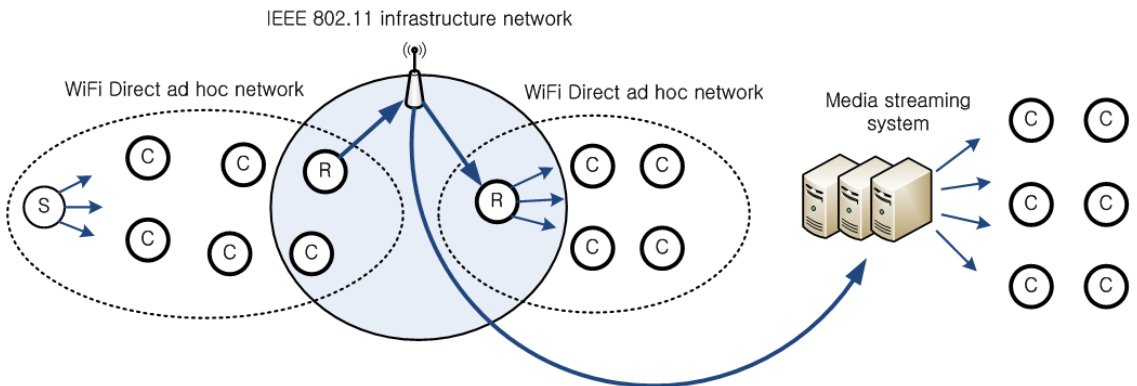 IEEE 802.11 infrastructure network
WiFi Direct ad hoc network
WiFi Direct ad hoc network
Media streaming
system
C
C
R
C
C
C
C
C
C
C
S
R
C
C
C
C
C
C
C